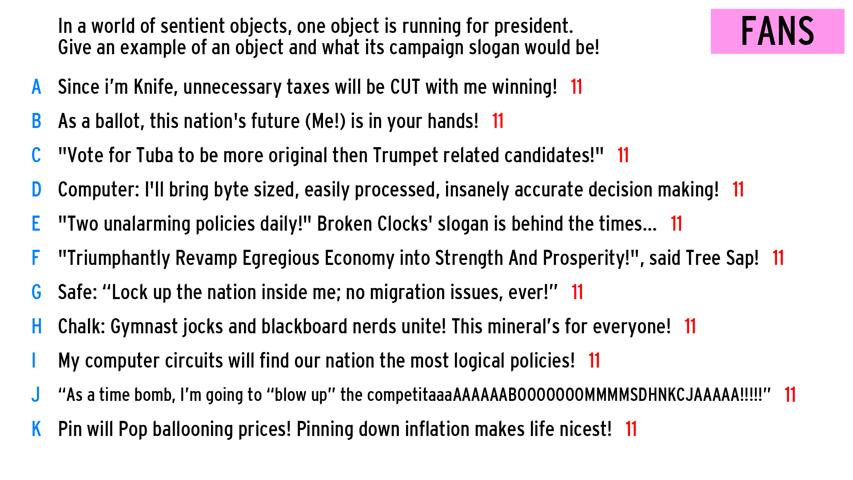 In a world of sentient objects, one object is running for president.
Give an example of an object and what its campaign slogan would be!
FANS
A Since i'm Knife, unnecessary taxes will be CUT with me winning! 11
B As a ballot, this nation's future (Me!) is in your hands! 11
C "Vote for Tuba to be more original then Trumpet related candidates!" 11
D Computer: I'll bring byte sized, easily processed, insanely accurate decision making! 11
E "Two unalarming policies daily!" Broken Clocks' slogan is behind the times... 11
F "Triumphantly Revamp Egregious Economy into Strength And Prosperity!", said Tree Sap! 11
G Safe: “Lock up the nation inside me; no migration issues, ever!” 11
H Chalk: Gymnast jocks and blackboard nerds unite! This mineral's for everyone! 11
I My computer circuits will find our nation the most logical policies! 11
J “As a time bomb, I'm going to “blow up” the competitaaaAAAAAABOOOOOOOMMMMSDHNKCJAAAAA!!!!!” 11
K Pin will Pop ballooning prices! Pinning down inflation makes life nicest! 11